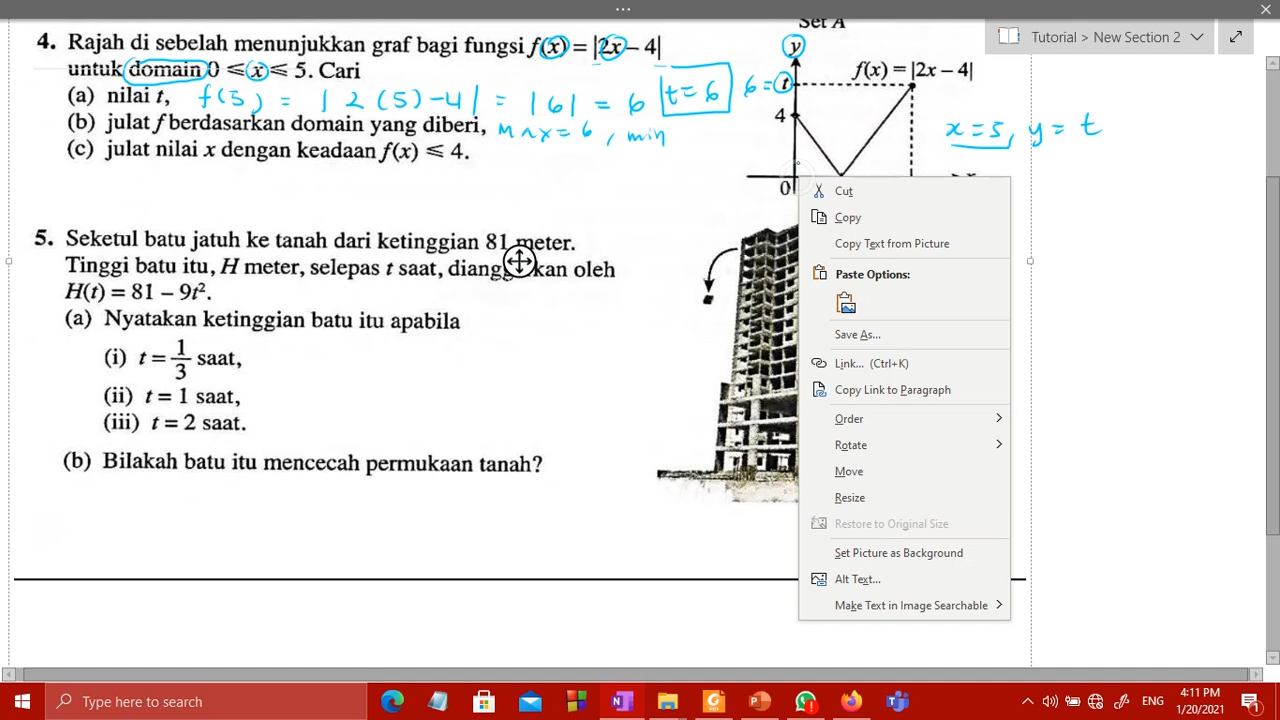 ...
Set A
Tutorial > New Section 2
4. Rajah di sebelah menunjukkan graf bagi fungsi f(x) = |2x – 4|
untuk domain 0 ⩽ x ⩽ 5. Cari
(a) nilai t, f(5) = |2(5)-4| = |6| = 6 t = 6
(b) julat f berdasarkan domain yang diberi, max = 6, min
(c) julat nilai x dengan keadaan f(x) ⩽ 4.
y
f(x) = |2x – 4|
6 = t
4
x = 5, y = t
0
5. Seketul batu jatuh ke tanah dari ketinggian 81 meter.
Tinggi batu itu, H meter, selepas t saat, kan oleh
H(t) = 81 – 9t².
(a) Nyatakan ketinggian batu itu apabila
(i) t = 1/3 saat,
(ii) t = 1 saat,
(iii) t = 2 saat.
(b) Bilakah batu itu mencecah permukaan tanah?
Cut
Copy
Copy Text from Picture
Paste Options:
Save As...
Link... (Ctrl+K)
Copy Link to Paragraph
Order
Rotate
Move
Resize
Restore to Original Size
Set Picture as Background
Alt Text...
Make Text in Image Searchable
Type here to search
ENG
4:11 PM
1/20/2021
1